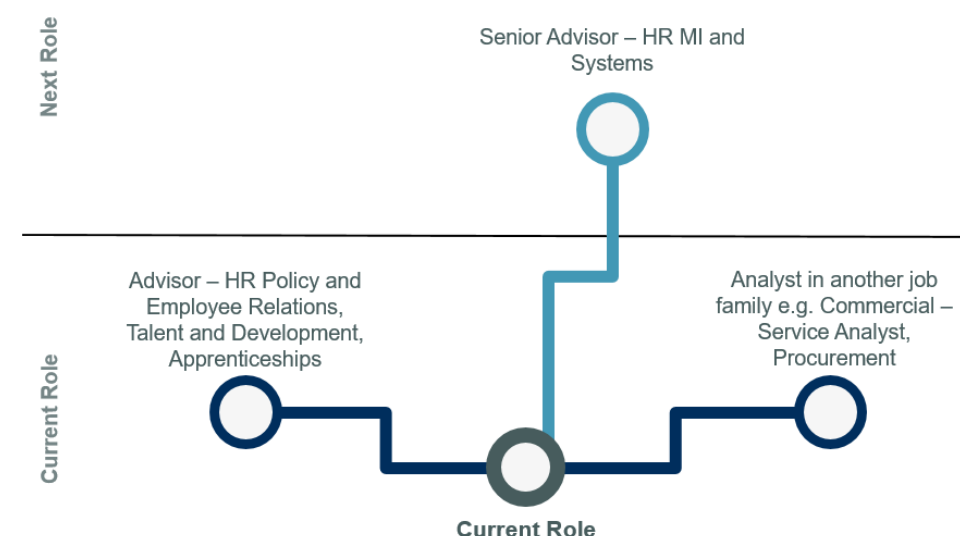 Next Role
Senior Advisor – HR MI and
Systems
Advisor – HR Policy and
Employee Relations,
Talent and Development,
Apprenticeships
Analyst in another job
family e.g. Commercial –
Service Analyst,
Procurement
Current Role
Current Role